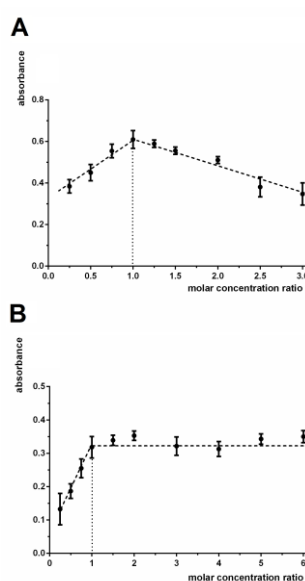 A
absorbance
0.8
0.6
0.4
0.2
0.0
0.0 0.5 1.0 1.5 2.0 2.5 3.0
molar concentration ratio
B
absorbance
0.5
0.4
0.3
0.2
0.1
0
0 1 2 3 4 5 6
molar concentration ratio